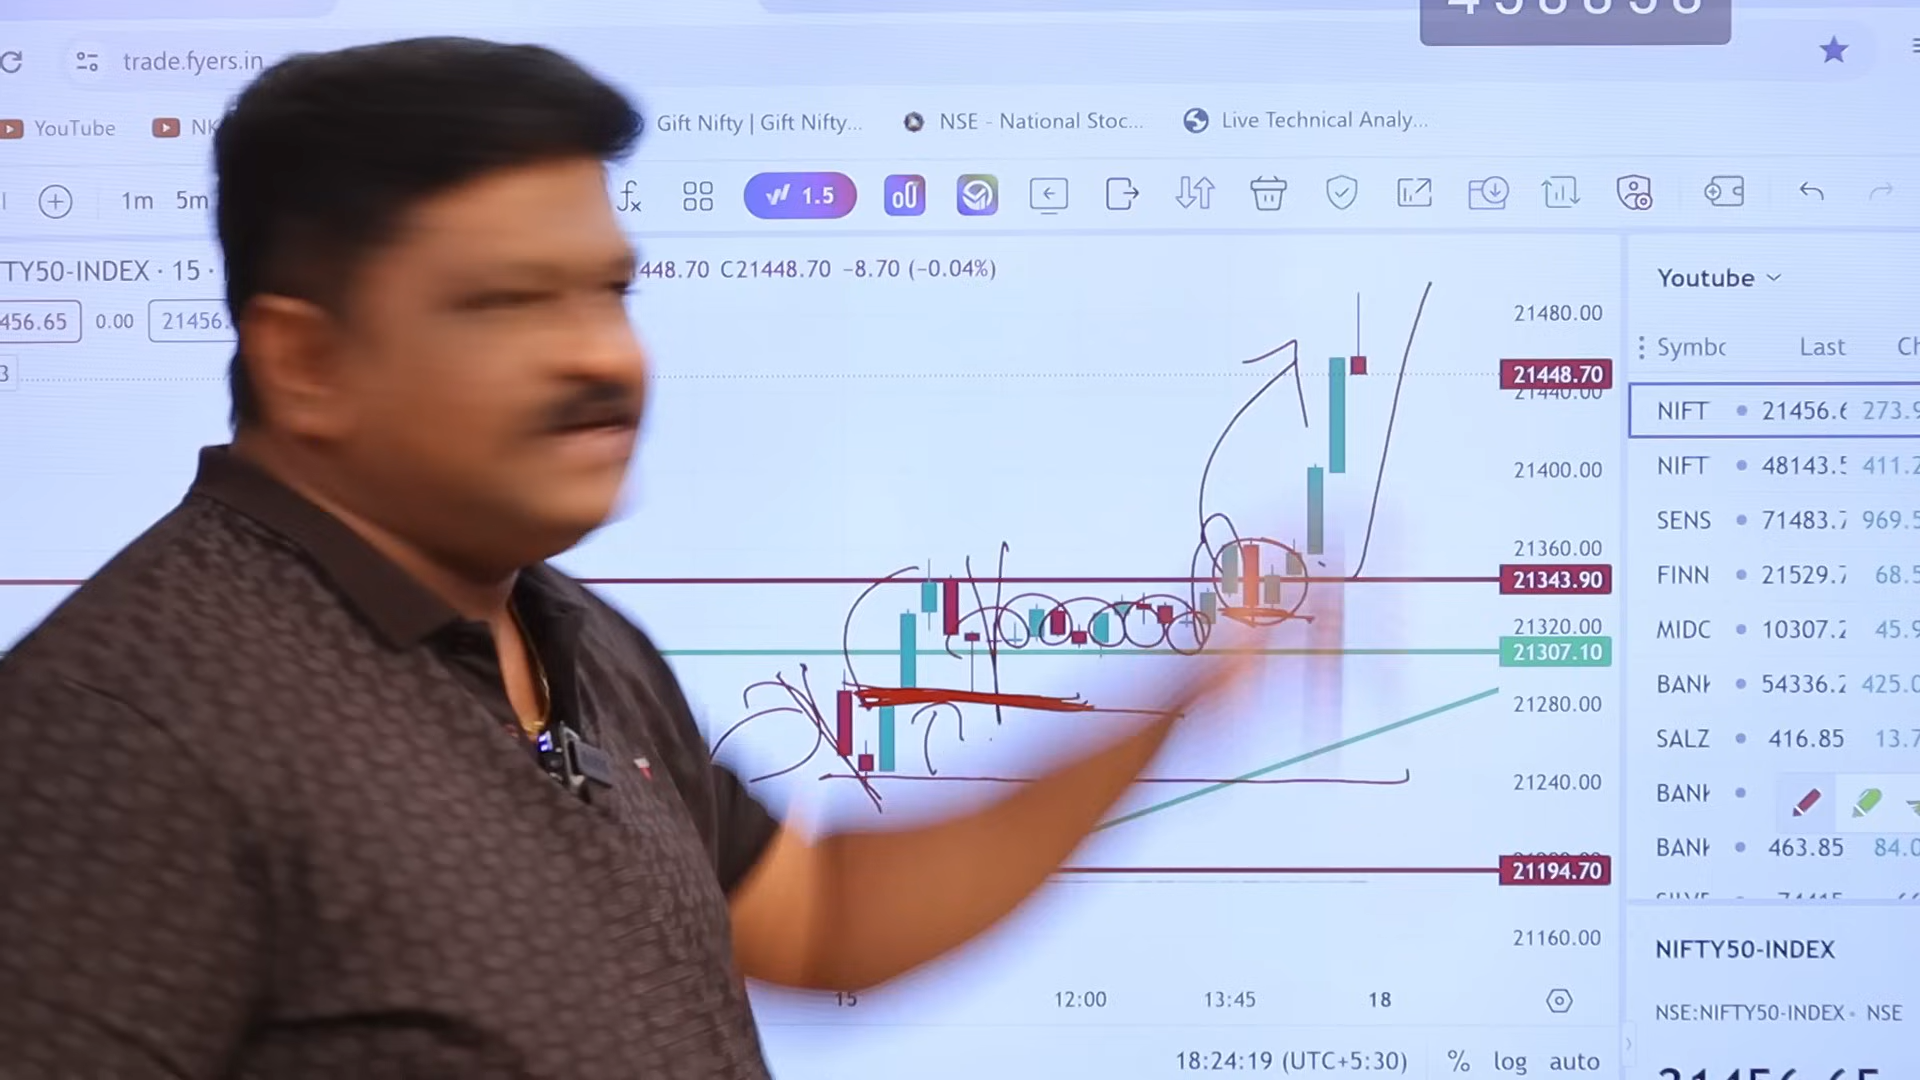 trade.fyers.in
YouTube
NK
Gift Nifty | Gift Nifty...
NSE - National Stoc...
Live Technical Analy...
1m 5m
1.5
TY50-INDEX · 15 ·
448.70 C21448.70 −8.70 (−0.04%)
456.65 0.00 21456.
3
21480.00
21448.70
21440.00
21400.00
21360.00
21343.90
21320.00
21307.10
21280.00
21240.00
21194.70
21160.00
15 12:00 13:45 18
18:24:19 (UTC+5:30) % log auto
Youtube
Symbo Last Ch
NIFT 21456.6 273.9
NIFT 48143.5 411.2
SENS 71483.7 969.5
FINN 21529.7 68.5
MIDC 10307.2 45.9
BANK 54336.2 425.0
SALZ 416.85 13.7
BANK
BANK 463.85 84.0
NIFTY50-INDEX
NSE:NIFTY50-INDEX • NSE